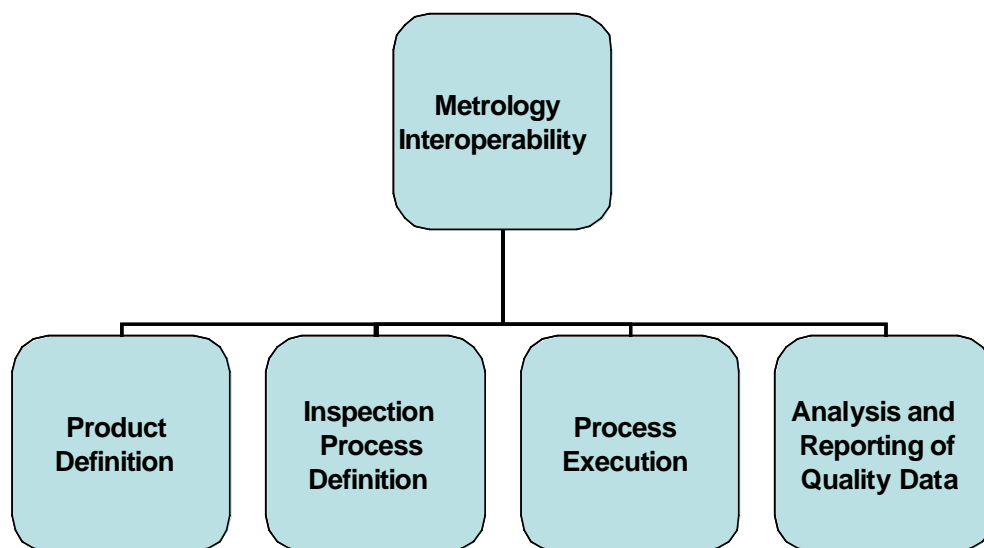 Metrology
Interoperability
Product
Definition
Inspection
Process
Definition
Process
Execution
Analysis and
Reporting of
Quality Data